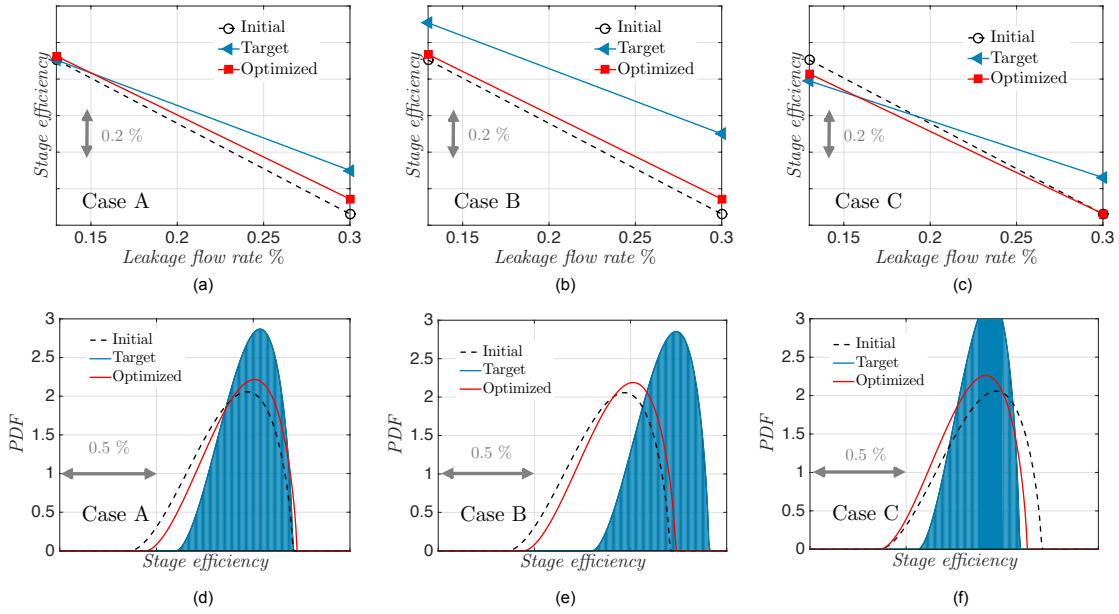 Initial
Target
Optimized
Stage efficiency
0.2 %
Case A
0.15
0.2
0.25
0.3
Leakage flow rate %
(a)
Initial
Target
Optimized
Stage efficiency
0.2 %
Case B
0.15
0.2
0.25
0.3
Leakage flow rate %
(b)
Initial
Target
Optimized
Stage efficiency
0.2 %
Case C
0.15
0.2
0.25
0.3
Leakage flow rate %
(c)
3
2.5
2
1.5
1
0.5
0
PDF
Initial
Target
Optimized
0.5 %
Case A
Stage efficiency
(d)
3
2.5
2
1.5
1
0.5
0
PDF
Initial
Target
Optimized
0.5 %
Case B
Stage efficiency
(e)
3
2.5
2
1.5
1
0.5
0
PDF
Initial
Target
Optimized
0.5 %
Case C
Stage efficiency
(f)